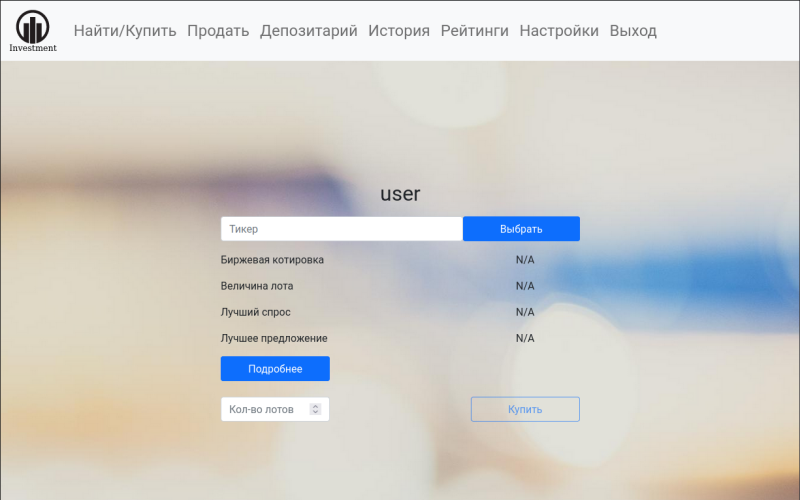 Investment
Найти/Купить Продать Депозитарий История Рейтинги Настройки Выход
user
Тикер Выбрать
Биржевая котировка N/A
Величина лота N/A
Лучший спрос N/A
Лучшее предложение N/A
Подробнее
Кол-во лотов Купить